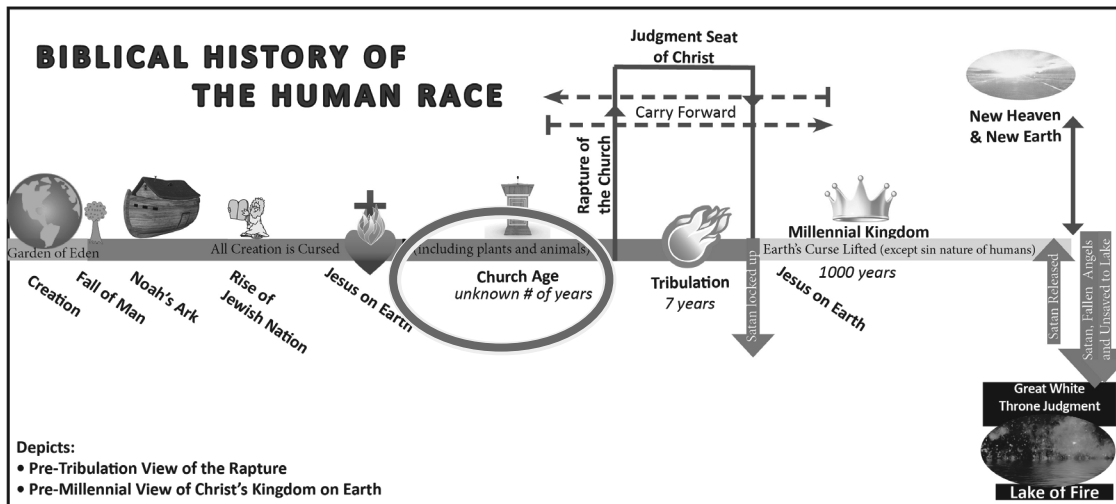 BIBLICAL HISTORY OF
THE HUMAN RACE
Judgment Seat
of Christ
Carry Forward
Rapture of
the Church
New Heaven
& New Earth
Garden of Eden
All Creation is Cursed
(including plants and animals)
Millennial Kingdom
Earth's Curse Lifted (except sin nature of humans)
1000 years
Creation
Fall of Man
Noah's Ark
Rise of
Jewish Nation
Jesus on Earth
Church Age
unknown # of years
Tribulation
7 years
Satan locked up
Jesus on Earth
Satan Released
Satan, Fallen Angels
and Unsaved to Lake
Great White
Throne Judgment
Lake of Fire
Depicts:
• Pre-Tribulation View of the Rapture
• Pre-Millennial View of Christ's Kingdom on Earth